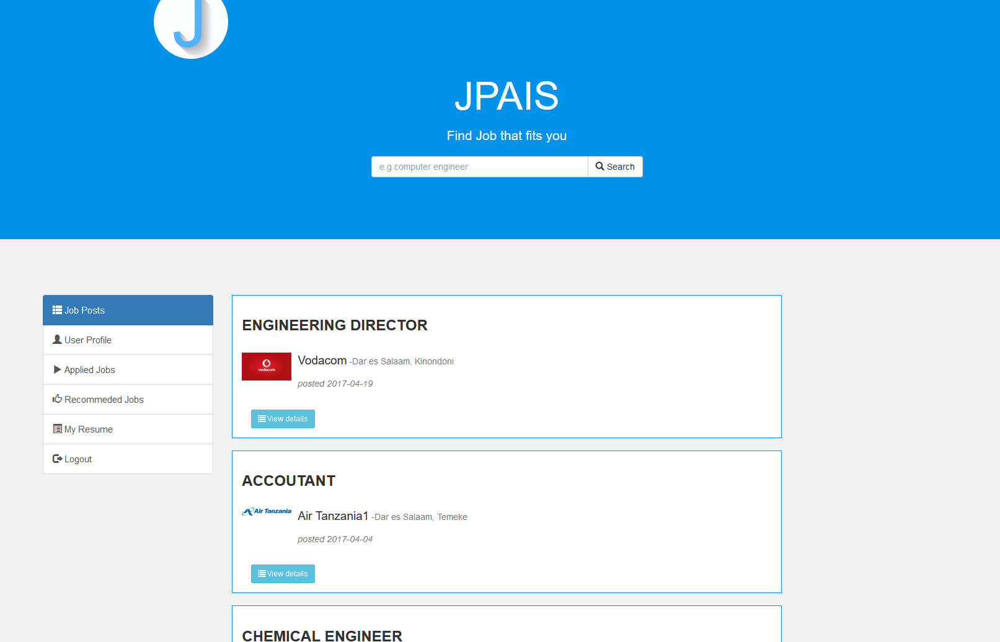 J
JPAIS
Find Job that fits you
e.g computer engineer
Search
Job Posts
User Profile
Applied Jobs
Recommeded Jobs
My Resume
Logout
ENGINEERING DIRECTOR
vodacom
Vodacom -Dar es Salaam, Kinondoni
posted 2017-04-19
View details
ACCOUTANT
Air Tanzania
Air Tanzania1 -Dar es Salaam, Temeke
posted 2017-04-04
View details
CHEMICAL ENGINEER